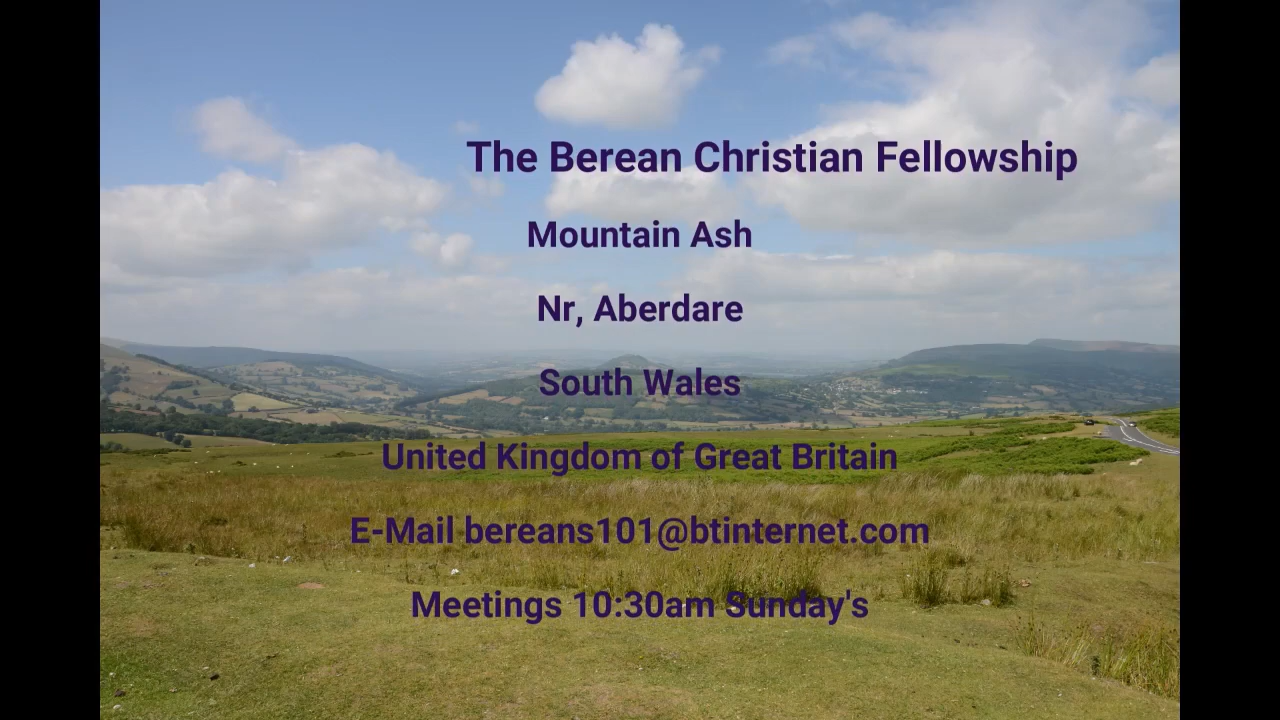 The Berean Christian Fellowship
Mountain Ash
Nr, Aberdare
South Wales
United Kingdom of Great Britain
E-Mail bereans101@btinternet.com
Meetings 10:30am Sunday's